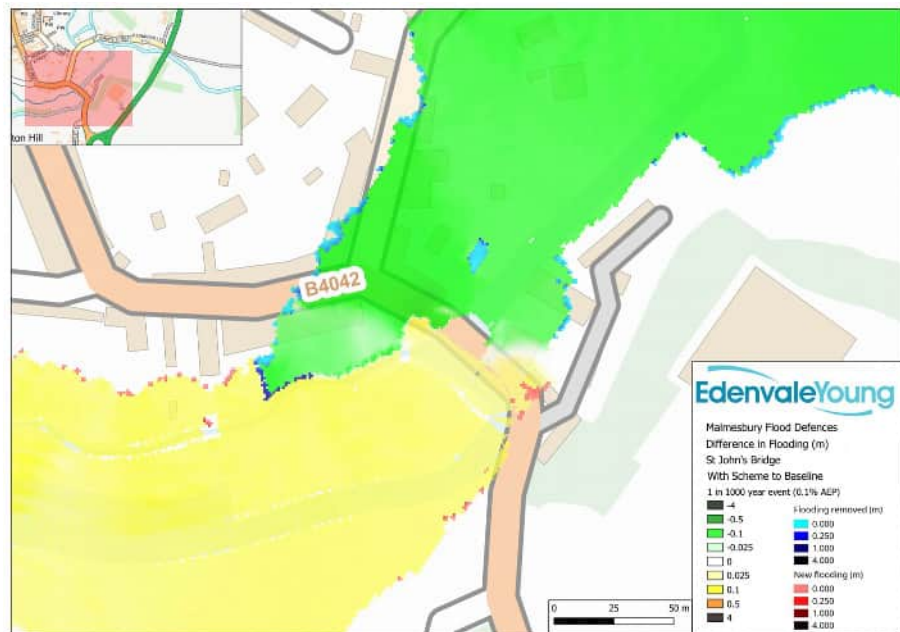 ton Hill
B4042
EdenvaleYoung
Malmesbury Flood Defences
Difference in Flooding (m)
St John's Bridge
With Scheme to Baseline
1 in 1000 year event (0.1% AEP)
-4
-0.5
-0.1
-0.025
0
0.025
0.1
0.5
4
Flooding removed (m)
0.000
0.250
1.000
4.000
New flooding (m)
0.000
0.250
1.000
4.000
0 25 50 m